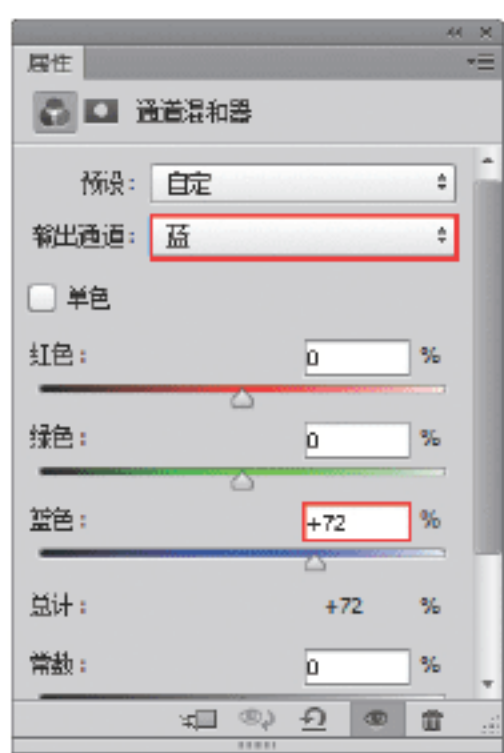 属性
通道混和器
预设： 自定
输出通道： 蓝
单色
红色： 0 %
绿色： 0 %
蓝色： +72 %
总计： +72 %
常数： 0 %